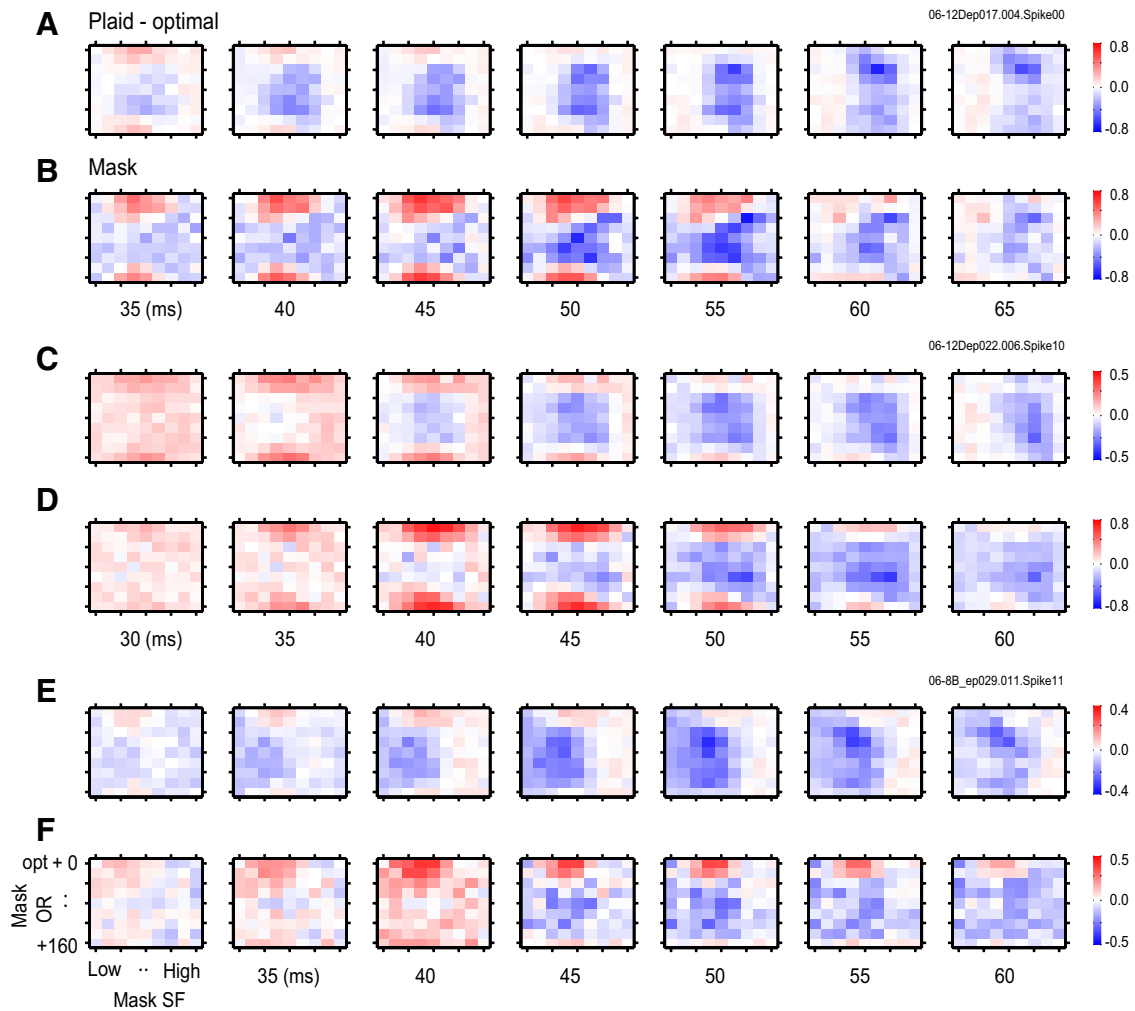 A Plaid - optimal 06-12Dep017.004.Spike00
0.8
0.0
-0.8
B Mask
0.8
0.0
-0.8
35 (ms) 40 45 50 55 60 65
C 06-12Dep022.006.Spike10
0.5
0.0
-0.5
D
0.8
0.0
-0.8
30 (ms) 35 40 45 50 55 60
E 06-8B_ep029.011.Spike11
0.4
0.0
-0.4
F
Mask OR
opt + 0
:
+160
0.5
0.0
-0.5
Low ·· High
Mask SF
35 (ms) 40 45 50 55 60